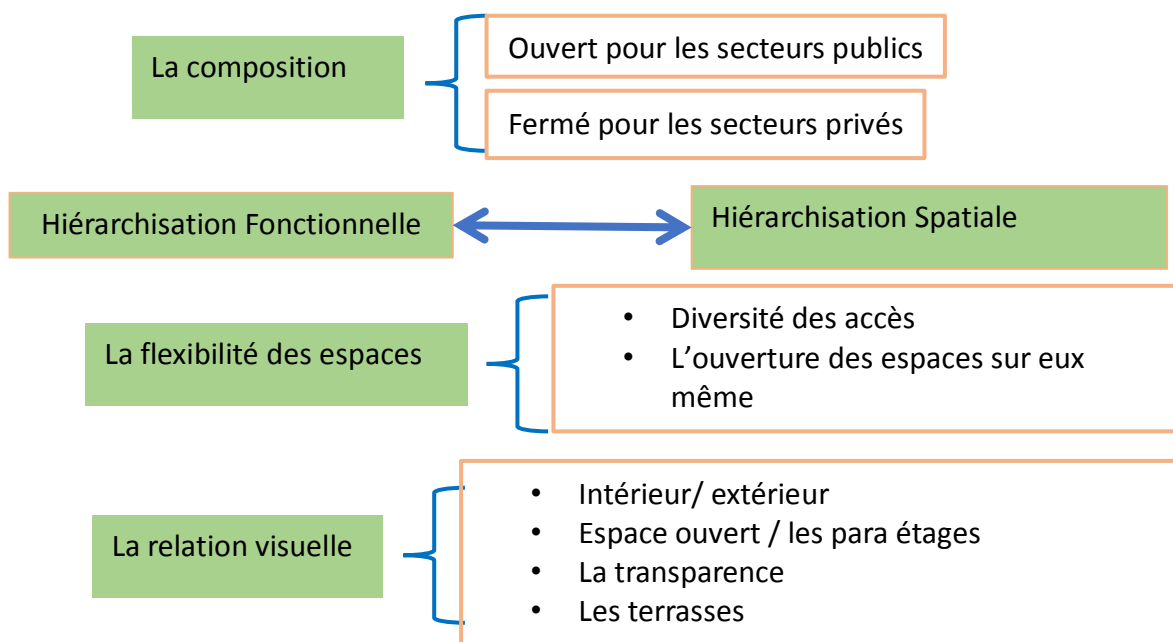 La composition
Ouvert pour les secteurs publics
Fermé pour les secteurs privés
Hiérarchisation Fonctionnelle
Hiérarchisation Spatiale
La flexibilité des espaces
• Diversité des accès
• L’ouverture des espaces sur eux
même
La relation visuelle
• Intérieur/ extérieur
• Espace ouvert / les para étages
• La transparence
• Les terrasses